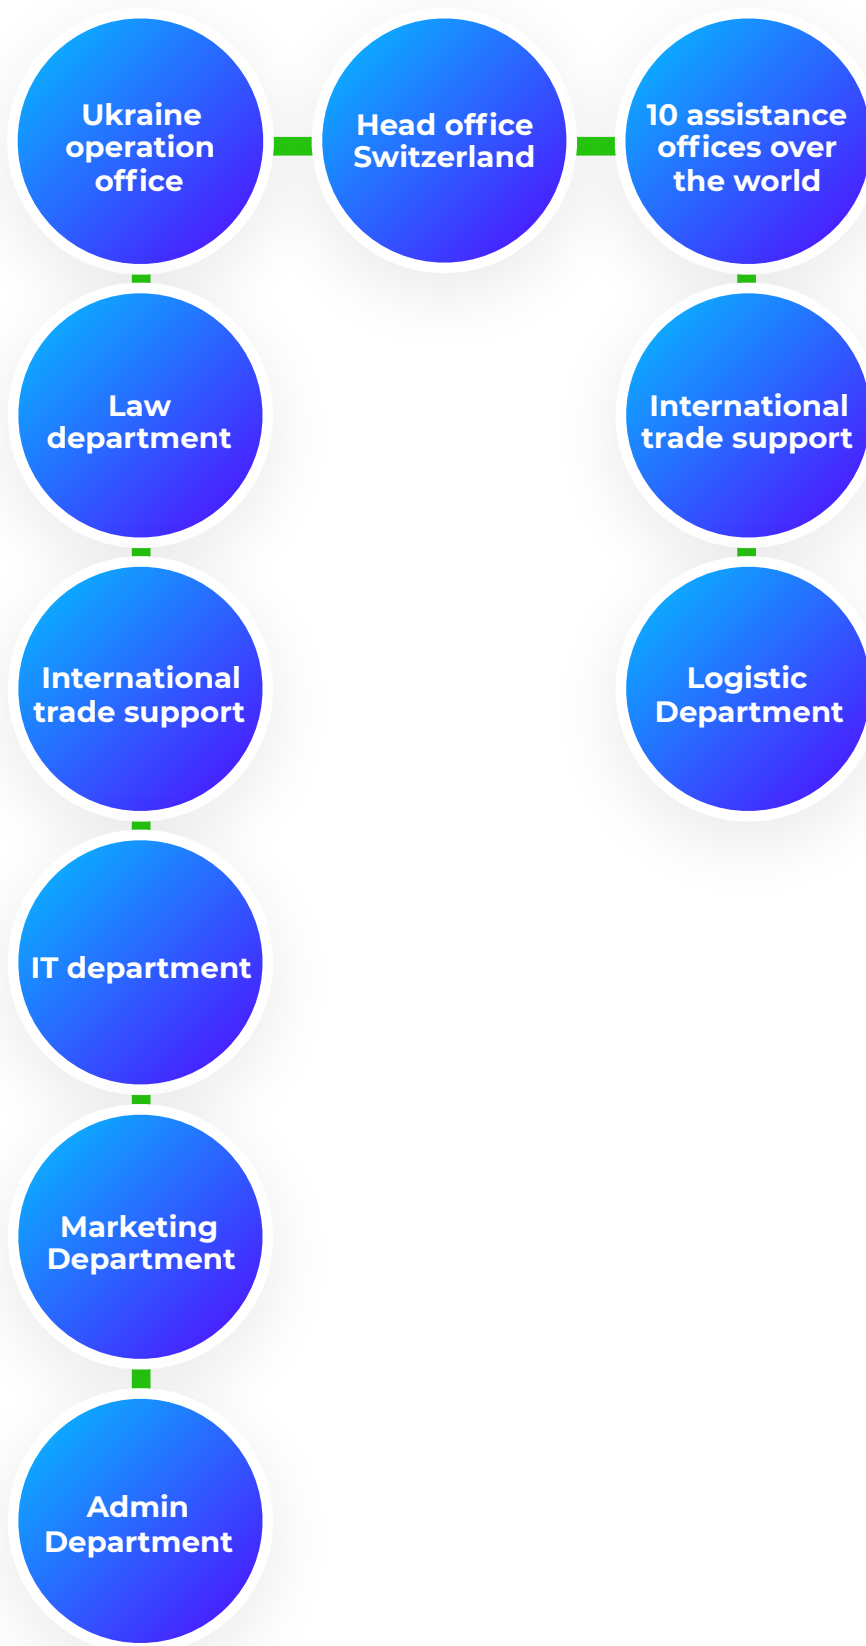 Ukraine
operation
office
Head office
Switzerland
10 assistance
offices over
the world
Law
department
International
trade support
International
trade support
Logistic
Department
IT department
Marketing
Department
Admin
Department